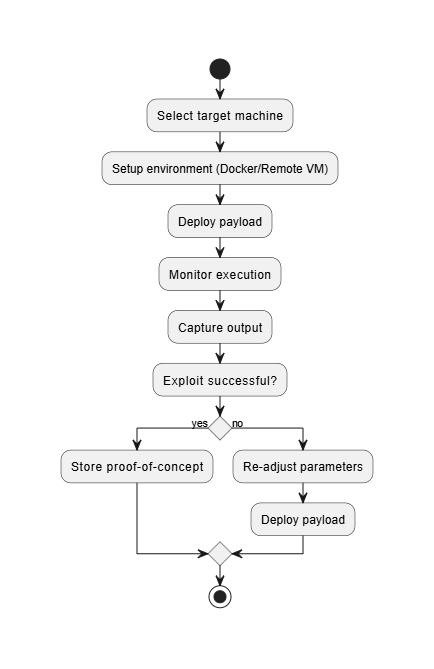 Select target machine
Setup environment (Docker/Remote VM)
Deploy payload
Monitor execution
Capture output
Exploit successful?
yes
no
Store proof-of-concept
Re-adjust parameters
Deploy payload